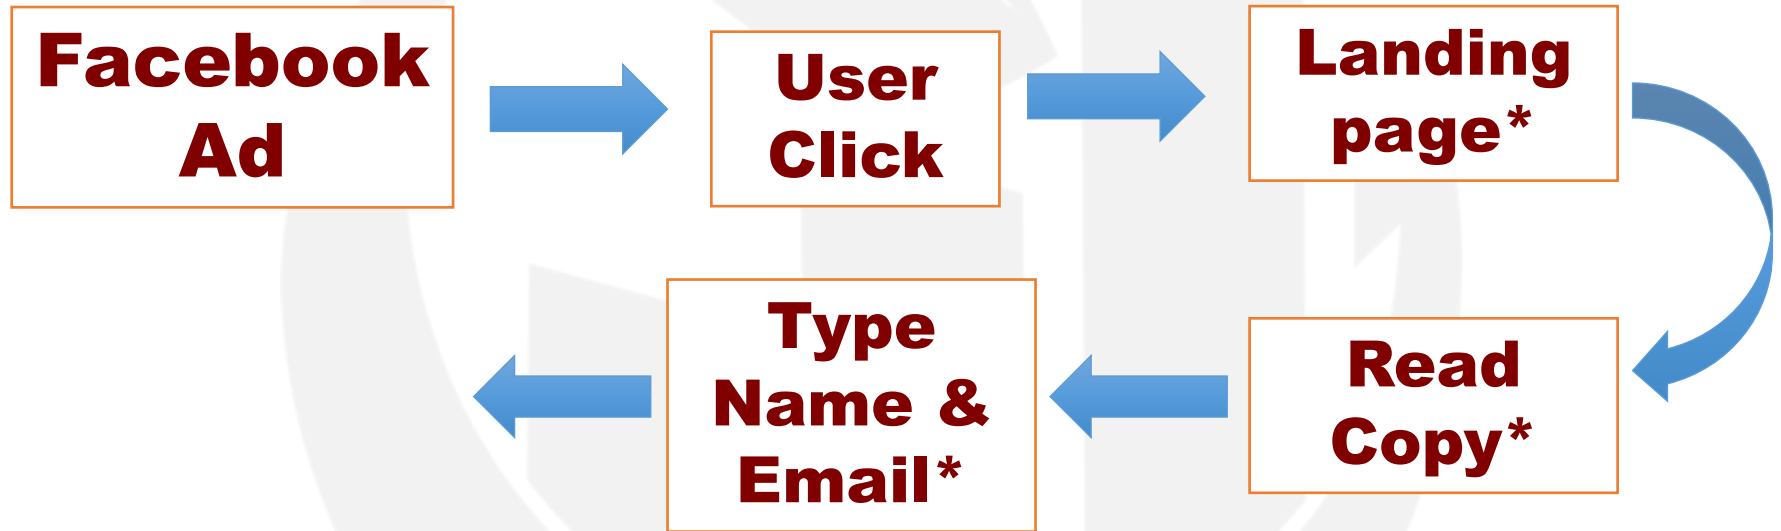 Facebook
Ad
User
Click
Landing
page*
Read
Copy*
Type
Name &
Email*